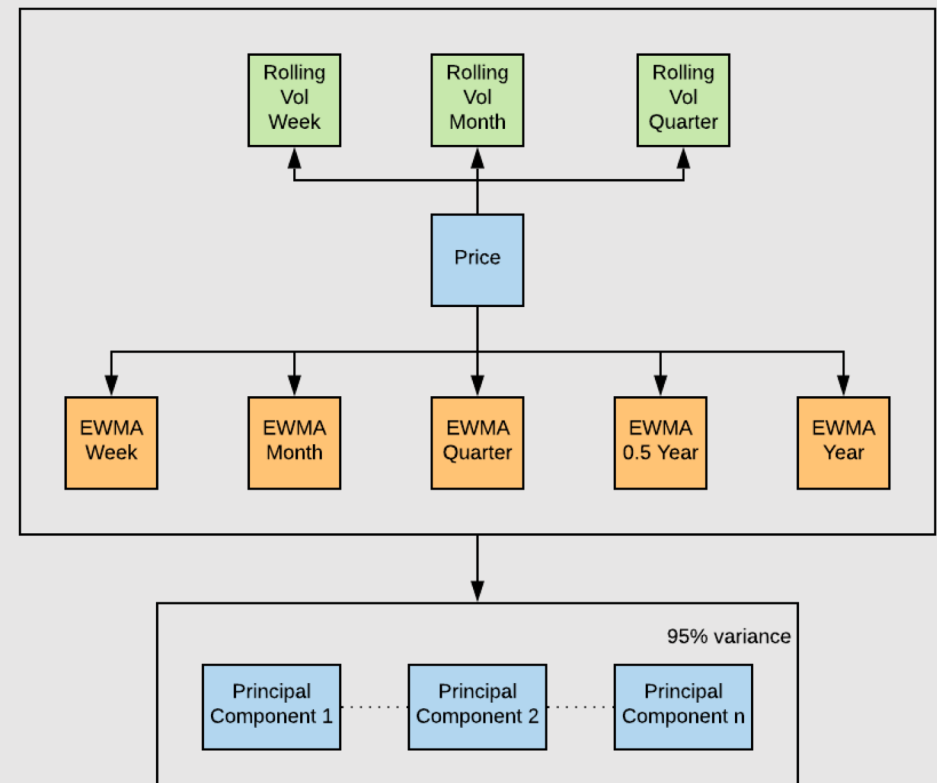 Rolling
Vol
Week
Rolling
Vol
Month
Rolling
Vol
Quarter
Price
EWMA
Week
EWMA
Month
EWMA
Quarter
EWMA
0.5 Year
EWMA
Year
95% variance
Principal
Component 1
Principal
Component 2
Principal
Component n